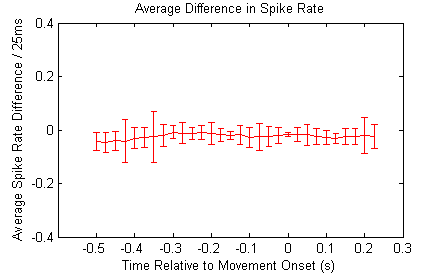 Average Difference in Spike Rate
Average Spike Rate Difference / 25ms
0.4
0.2
0
-0.2
-0.4
-0.5 -0.4 -0.3 -0.2 -0.1 0 0.1 0.2 0.3
Time Relative to Movement Onset (s)